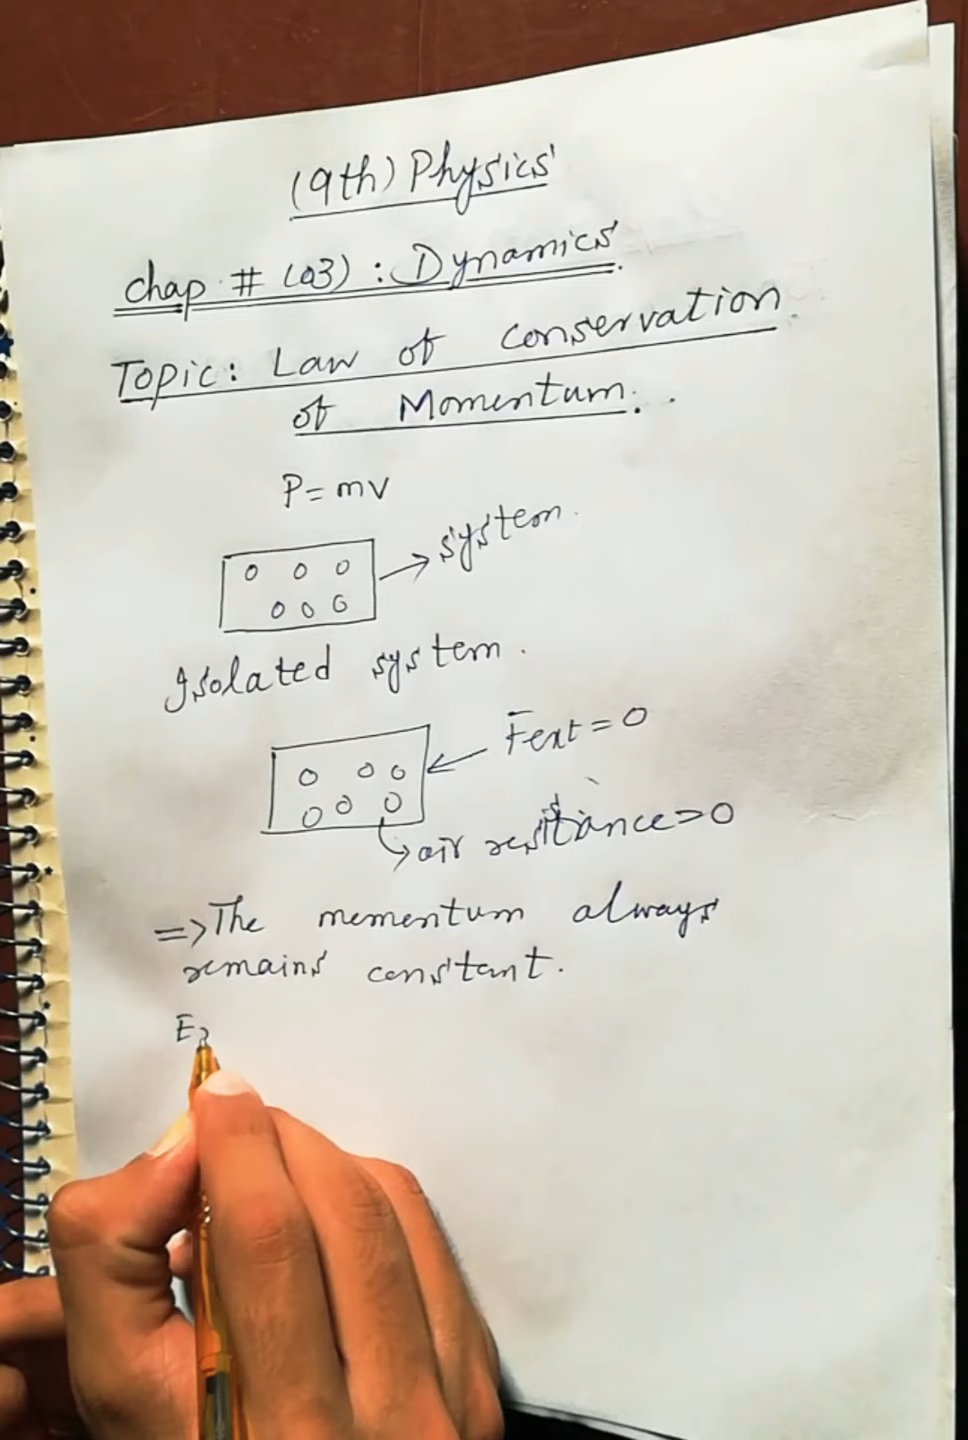 (9th) Physics
chap # (03) : Dynamics.
Topic: Law of conservation
of Momentum.
P = mv
system.
Isolated system.
Fext = 0
air resistance = 0
=> The momentum always
remains constant.